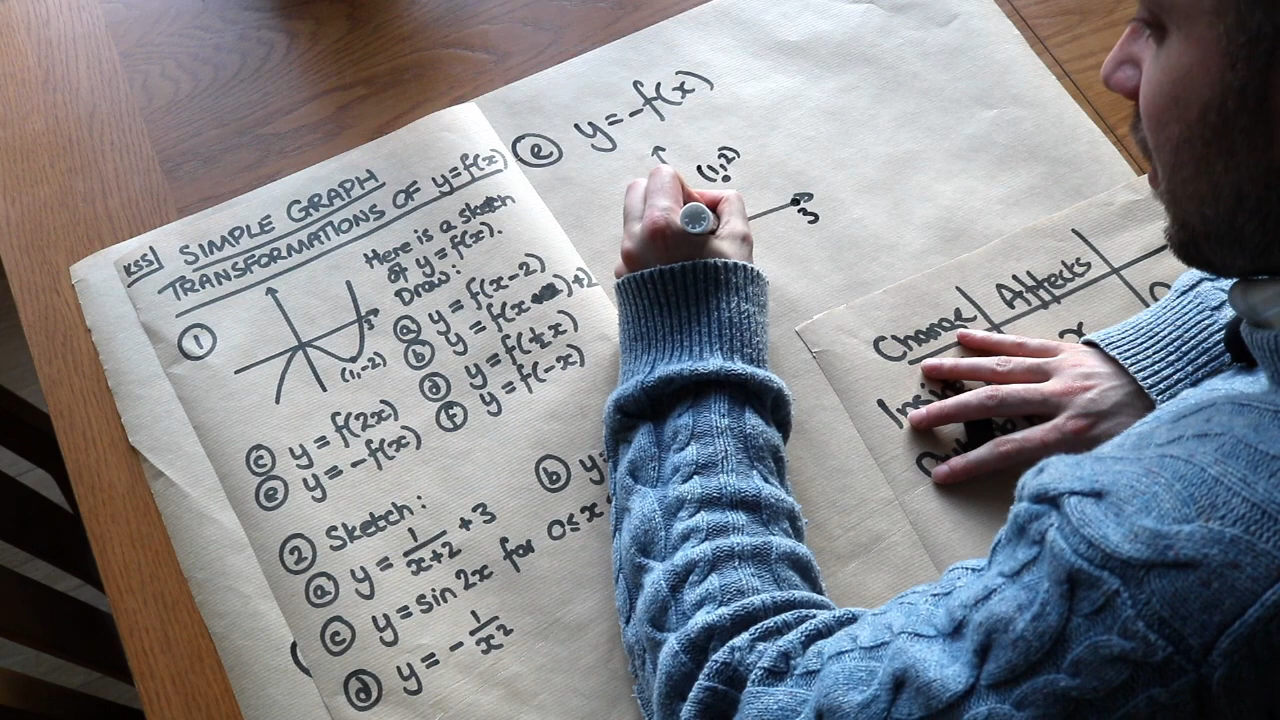 KS5
SIMPLE GRAPH
TRANSFORMATIONS OF y=f(x)
①
Here is a sketch
of y=f(x).
Draw:
3
(1,-2)
ⓐ y=f(x-2)
ⓑ y=f(x+)+2
ⓓ y=f(½x)
ⓕ y=f(-x)
ⓒ y=f(2x)
ⓔ y=-f(x)
② Sketch:
ⓐ y=1/(x+2)+3
ⓑ y=
ⓒ y=sin 2x for 0≤x
ⓓ y=-1/x²
ⓔ y=-f(x)
(1,2)
3
Change Affects